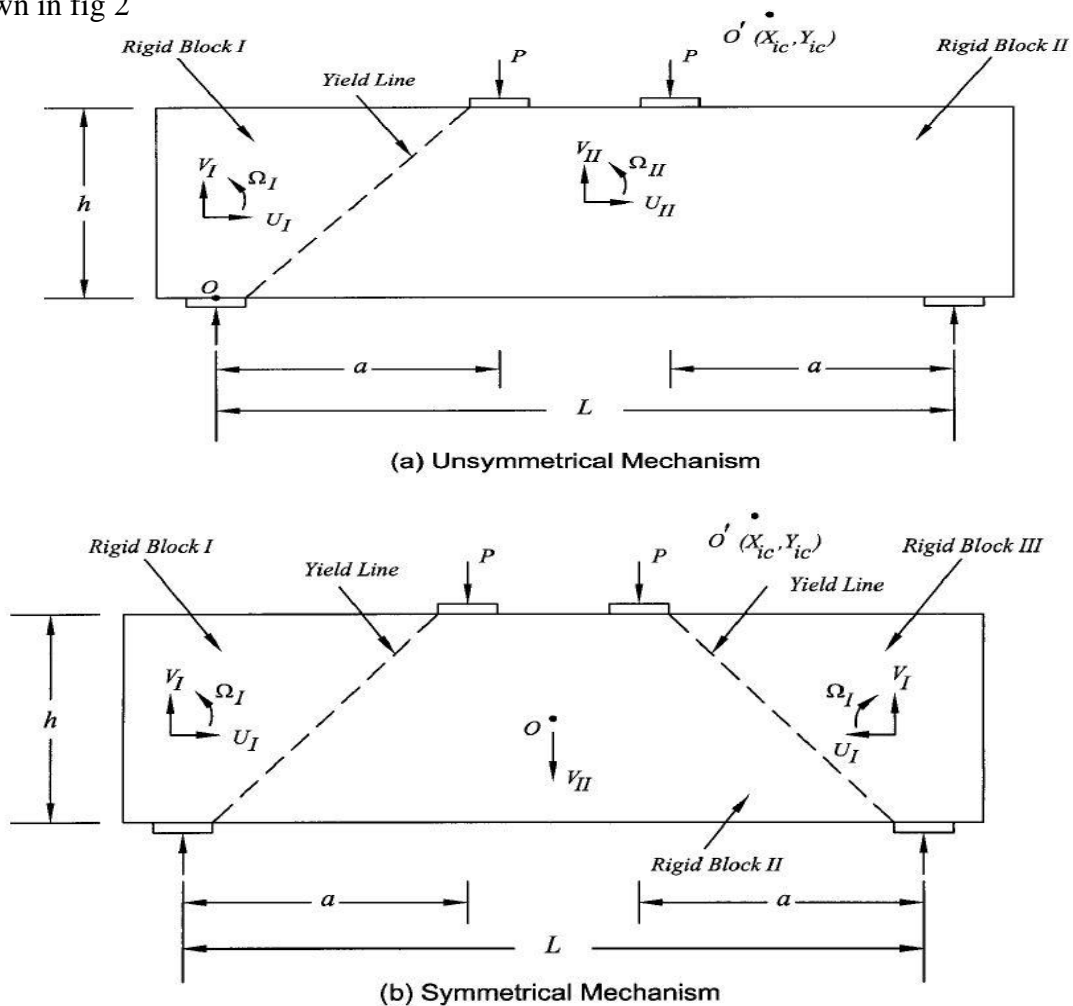 wn in fig 2
O' (X_ic, Y_ic)
Rigid Block I
P
P
Rigid Block II
Yield Line
V_I
Ω_I
U_I
V_II
Ω_II
U_II
h
O
a
a
L
(a) Unsymmetrical Mechanism
O' (X_ic, Y_ic)
Rigid Block I
P
P
Rigid Block III
Yield Line
Yield Line
V_I
Ω_I
U_I
Ω_I
V_I
U_I
h
O
V_II
Rigid Block II
a
a
L
(b) Symmetrical Mechanism